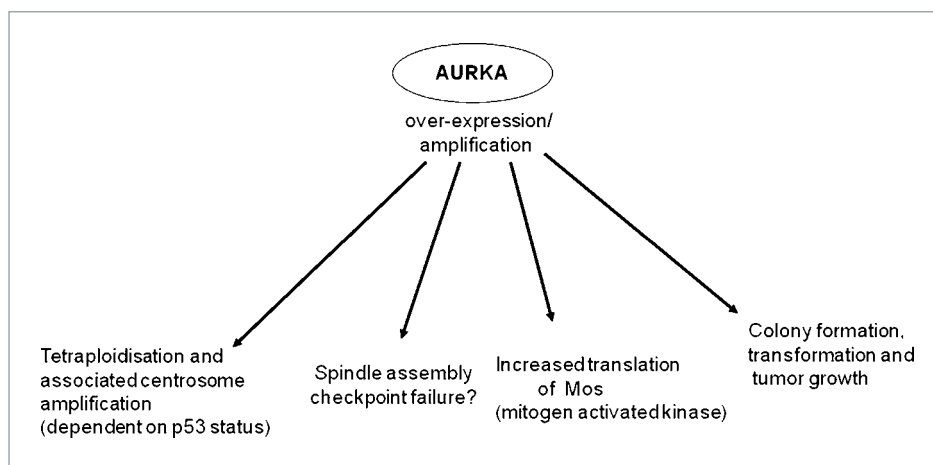 AURKA
over-expression/
amplification
Tetraploidisation and
associated centrosome
amplification
(dependent on p53 status)
Spindle assembly
checkpoint failure?
Increased translation
of Mos
(mitogen activated kinase)
Colony formation,
transformation and
tumor growth